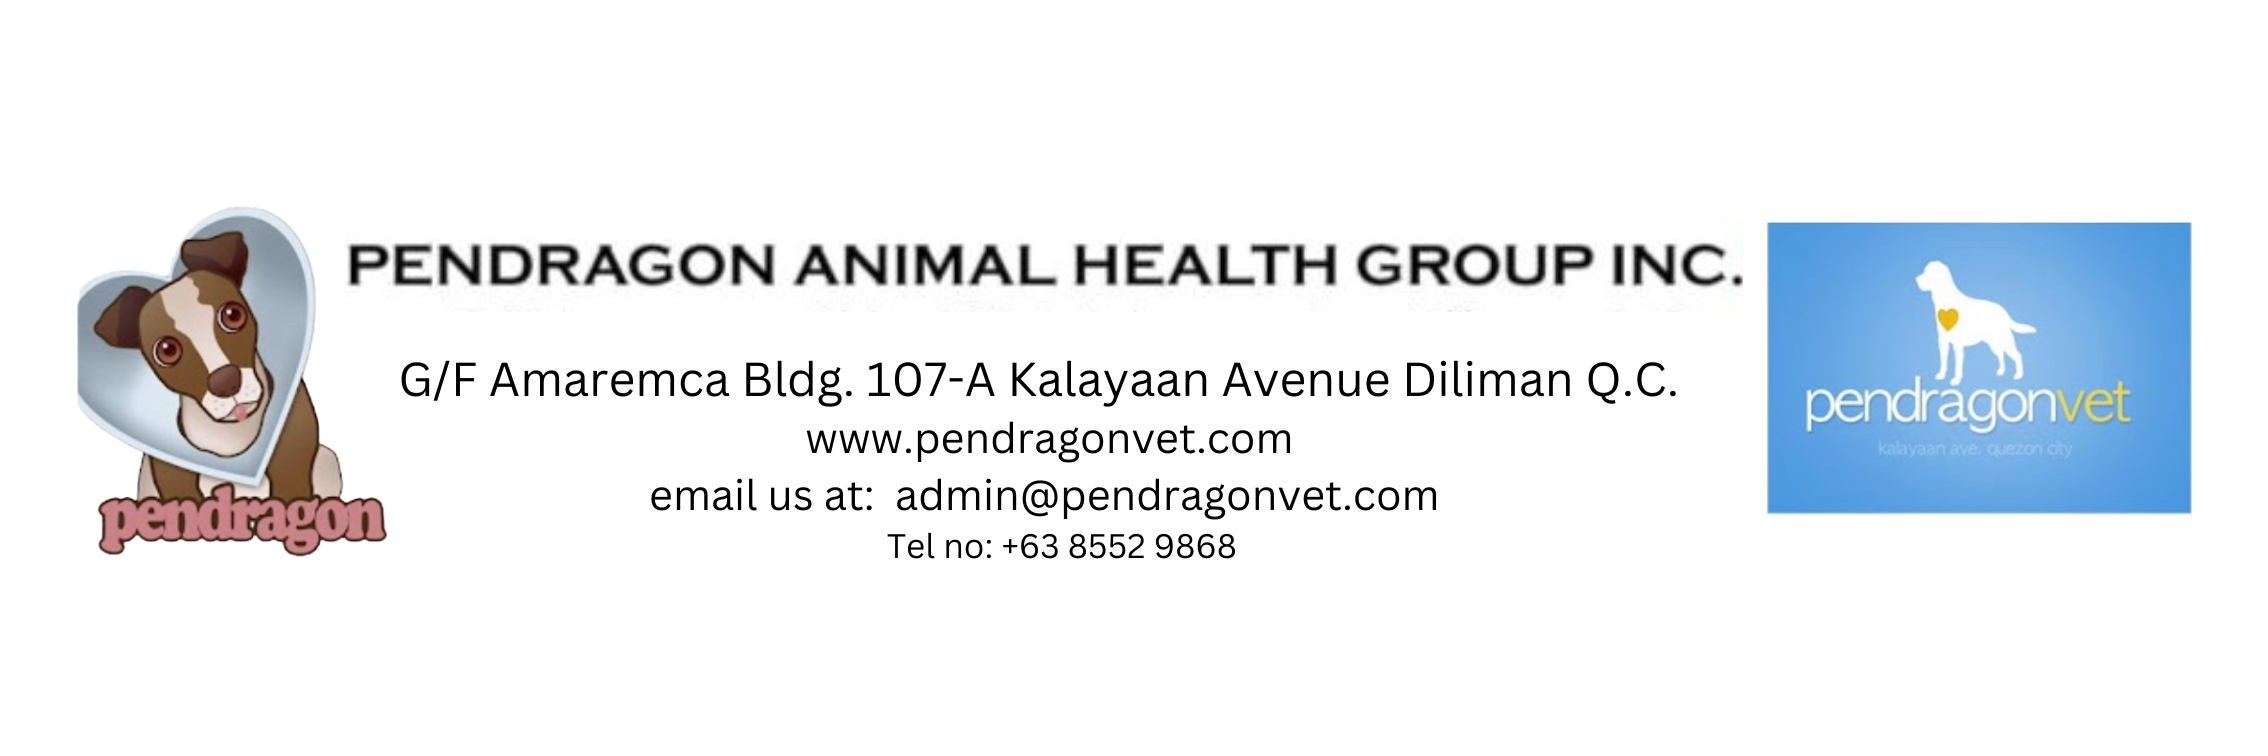 PENDRAGON ANIMAL HEALTH GROUP INC.
G/F Amaremca Bldg. 107-A Kalayaan Avenue Diliman Q.C.
www.pendragonvet.com
email us at: admin@pendragonvet.com
Tel no: +63 8552 9868
pendragon
pendragonvet
kalayaan ave. quezon city